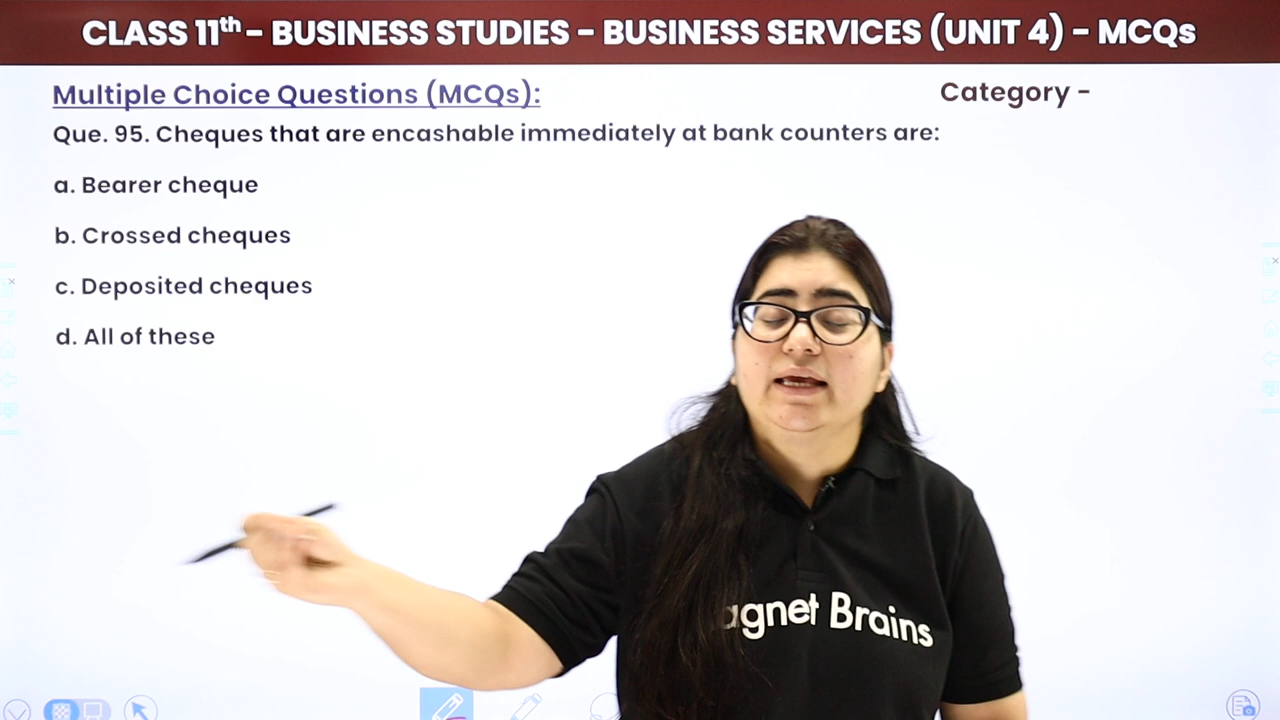 CLASS 11th - BUSINESS STUDIES - BUSINESS SERVICES (UNIT 4) - MCQs
Multiple Choice Questions (MCQs):
Category -
Que. 95. Cheques that are encashable immediately at bank counters are:
a. Bearer cheque
b. Crossed cheques
c. Deposited cheques
d. All of these
agnet Brains